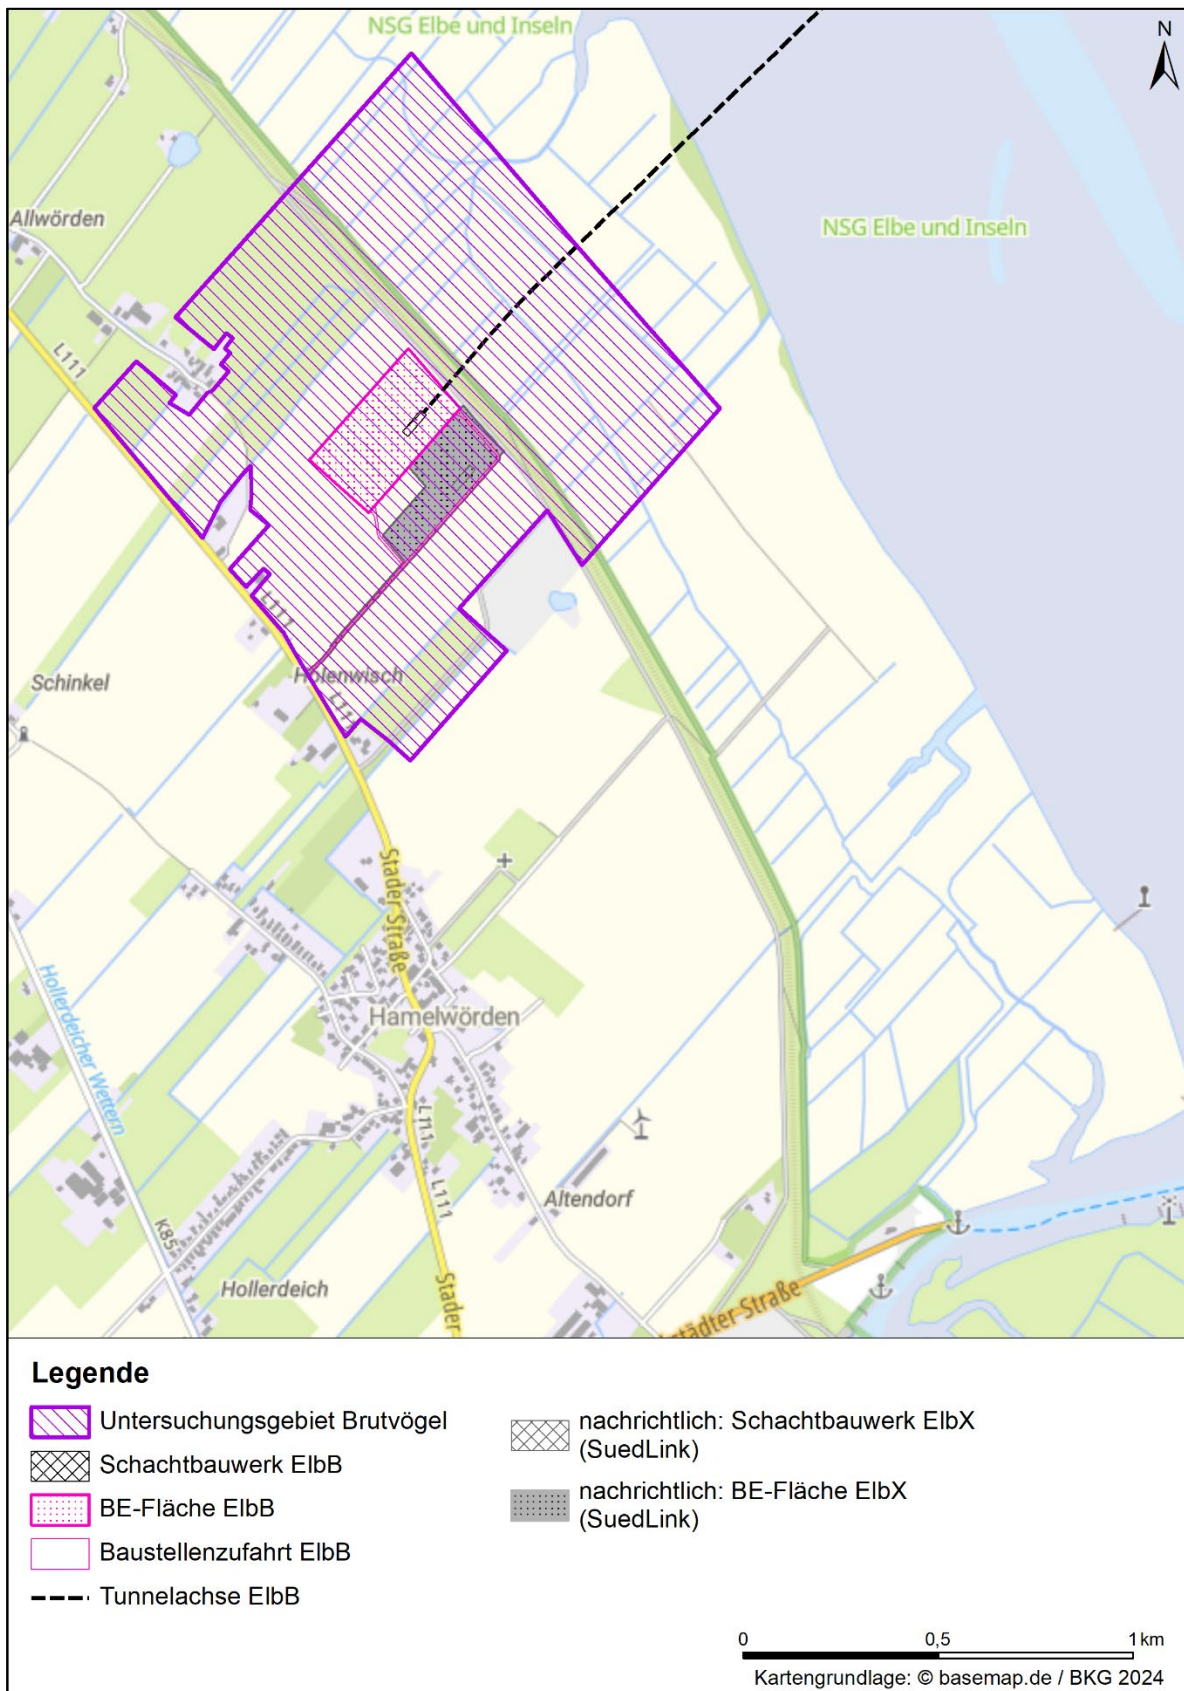 NSG Elbe und Inseln
N
Allwörden
NSG Elbe und Inseln
L111
L111
Schinkel
Holenwisch
L111
Stader Straße
Hollerdeicher Wettern
Hamelwörden
L111
Altendorf
L111
K85
Hollerdeich
Stader
städter Straße
Legende
Untersuchungsgebiet Brutvögel
Schachtbauwerk ElbB
BE-Fläche ElbB
Baustellenzufahrt ElbB
Tunnelachse ElbB
nachrichtlich: Schachtbauwerk ElbX
(SuedLink)
nachrichtlich: BE-Fläche ElbX
(SuedLink)
0 0,5 1 km
Kartengrundlage: © basemap.de / BKG 2024